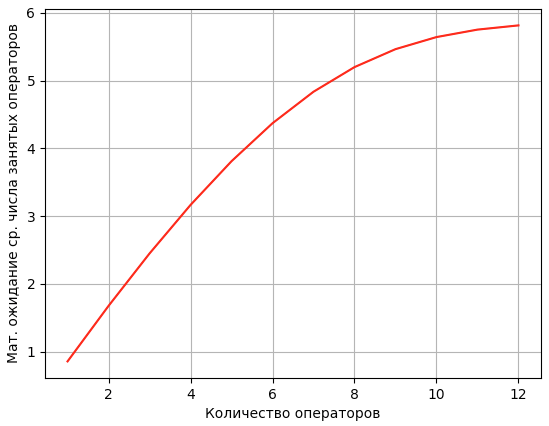 Мат. ожидание ср. числа занятых операторов
6
5
4
3
2
1
2 4 6 8 10 12
Количество операторов